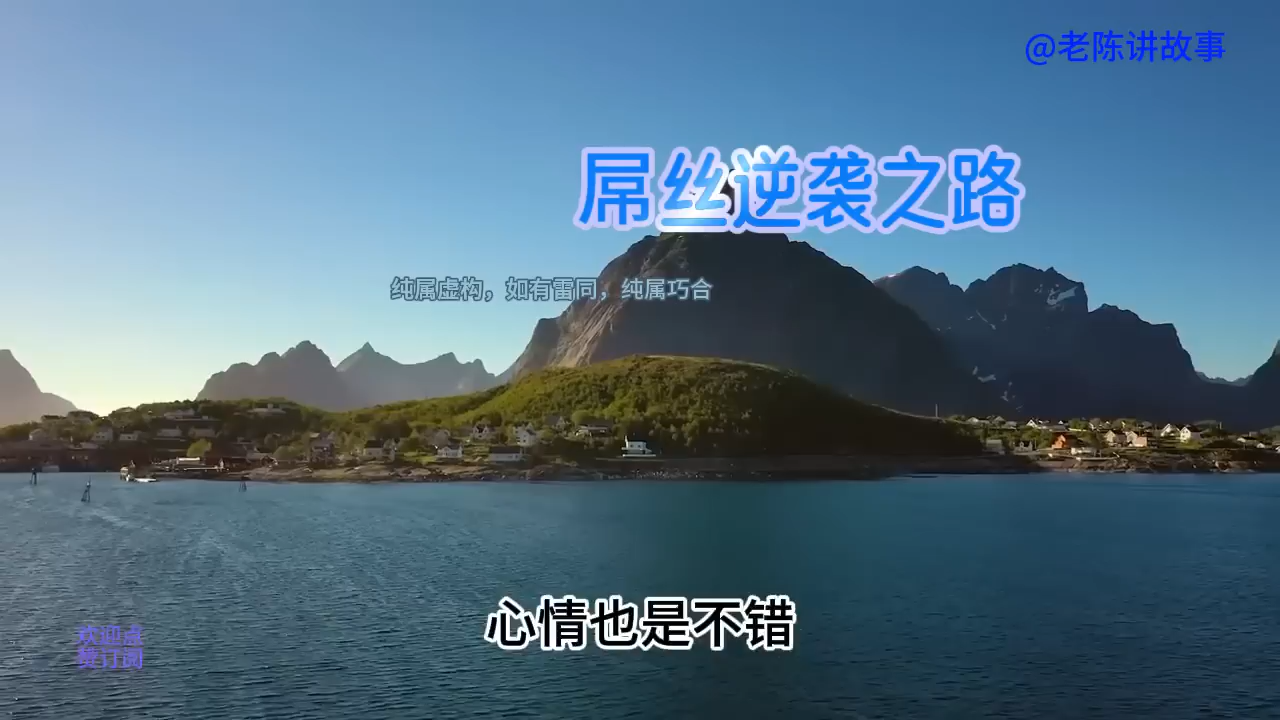 @老陈讲故事
屌丝逆袭之路
纯属虚构，如有雷同，纯属巧合
心情也是不错
欢迎点
赞订阅